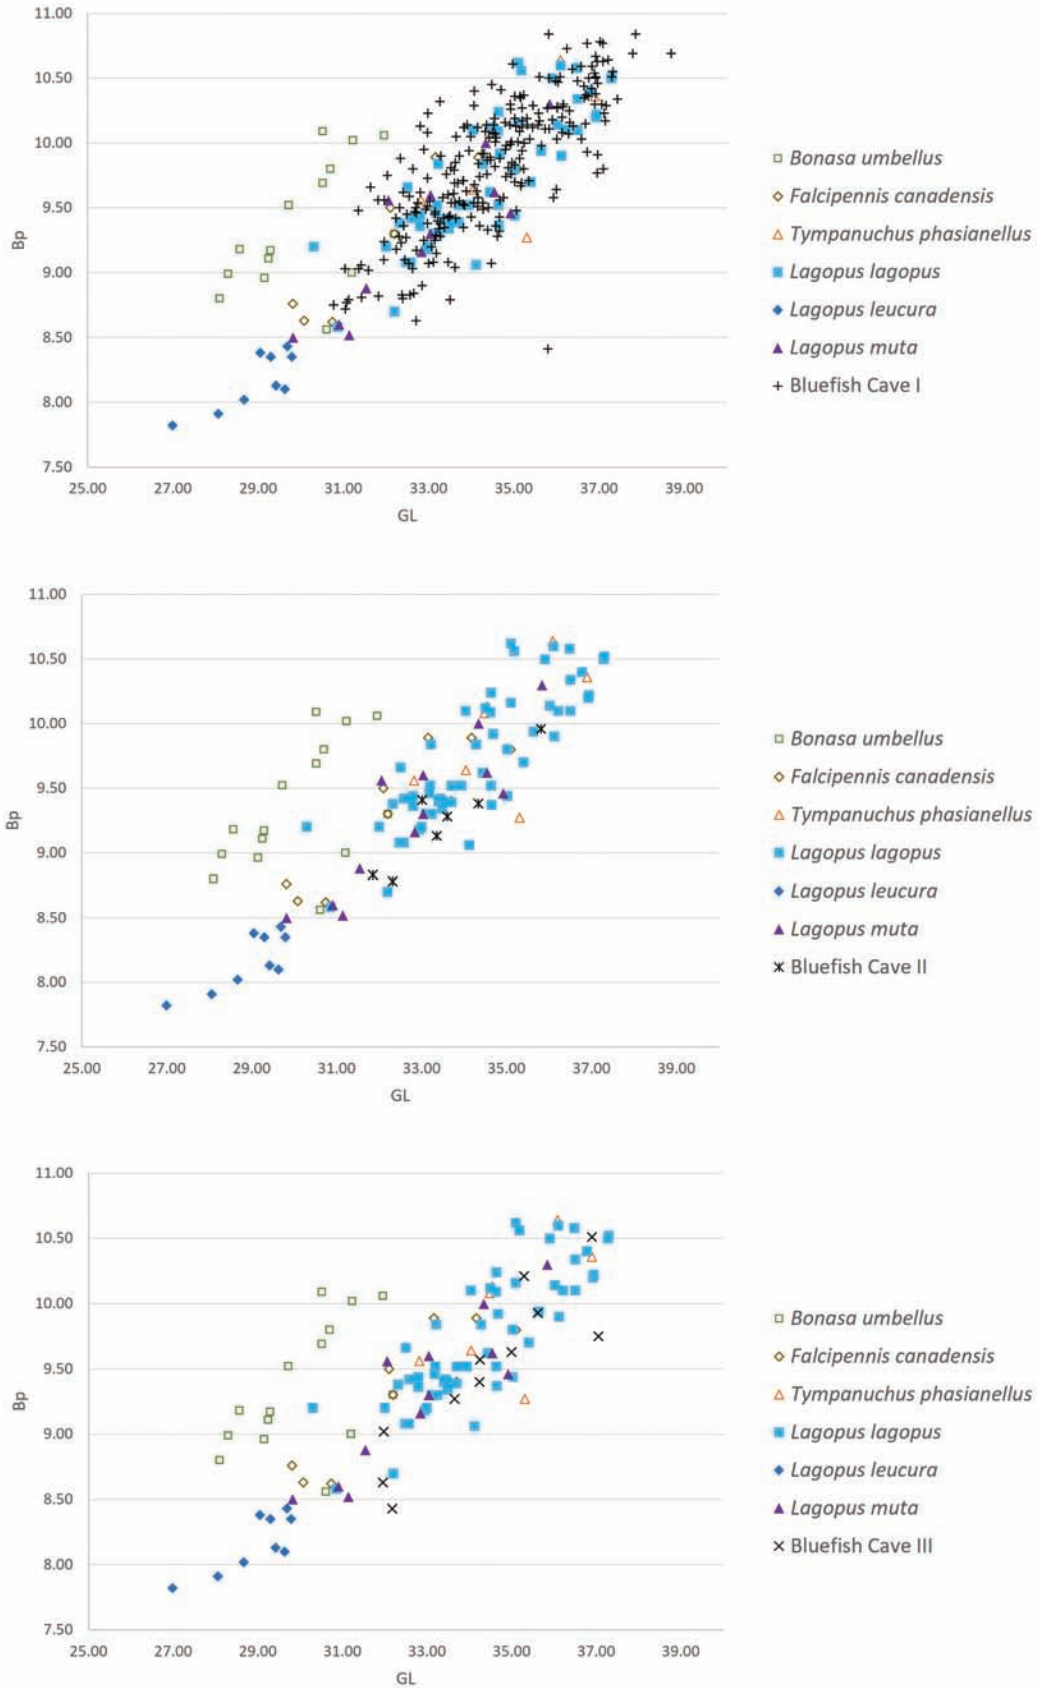 11.00
10.50
10.00
9.50
9.00
8.50
8.00
7.50
Bp
25.00 27.00 29.00 31.00 33.00 35.00 37.00 39.00
GL
Bonasa umbellus
Falcipennis canadensis
Tympanuchus phasianellus
Lagopus lagopus
Lagopus leucura
Lagopus muta
Bluefish Cave I
11.00
10.50
10.00
9.50
9.00
8.50
8.00
7.50
Bp
25.00 27.00 29.00 31.00 33.00 35.00 37.00 39.00
GL
Bonasa umbellus
Falcipennis canadensis
Tympanuchus phasianellus
Lagopus lagopus
Lagopus leucura
Lagopus muta
Bluefish Cave II
11.00
10.50
10.00
9.50
9.00
8.50
8.00
7.50
Bp
25.00 27.00 29.00 31.00 33.00 35.00 37.00 39.00
GL
Bonasa umbellus
Falcipennis canadensis
Tympanuchus phasianellus
Lagopus lagopus
Lagopus leucura
Lagopus muta
Bluefish Cave III